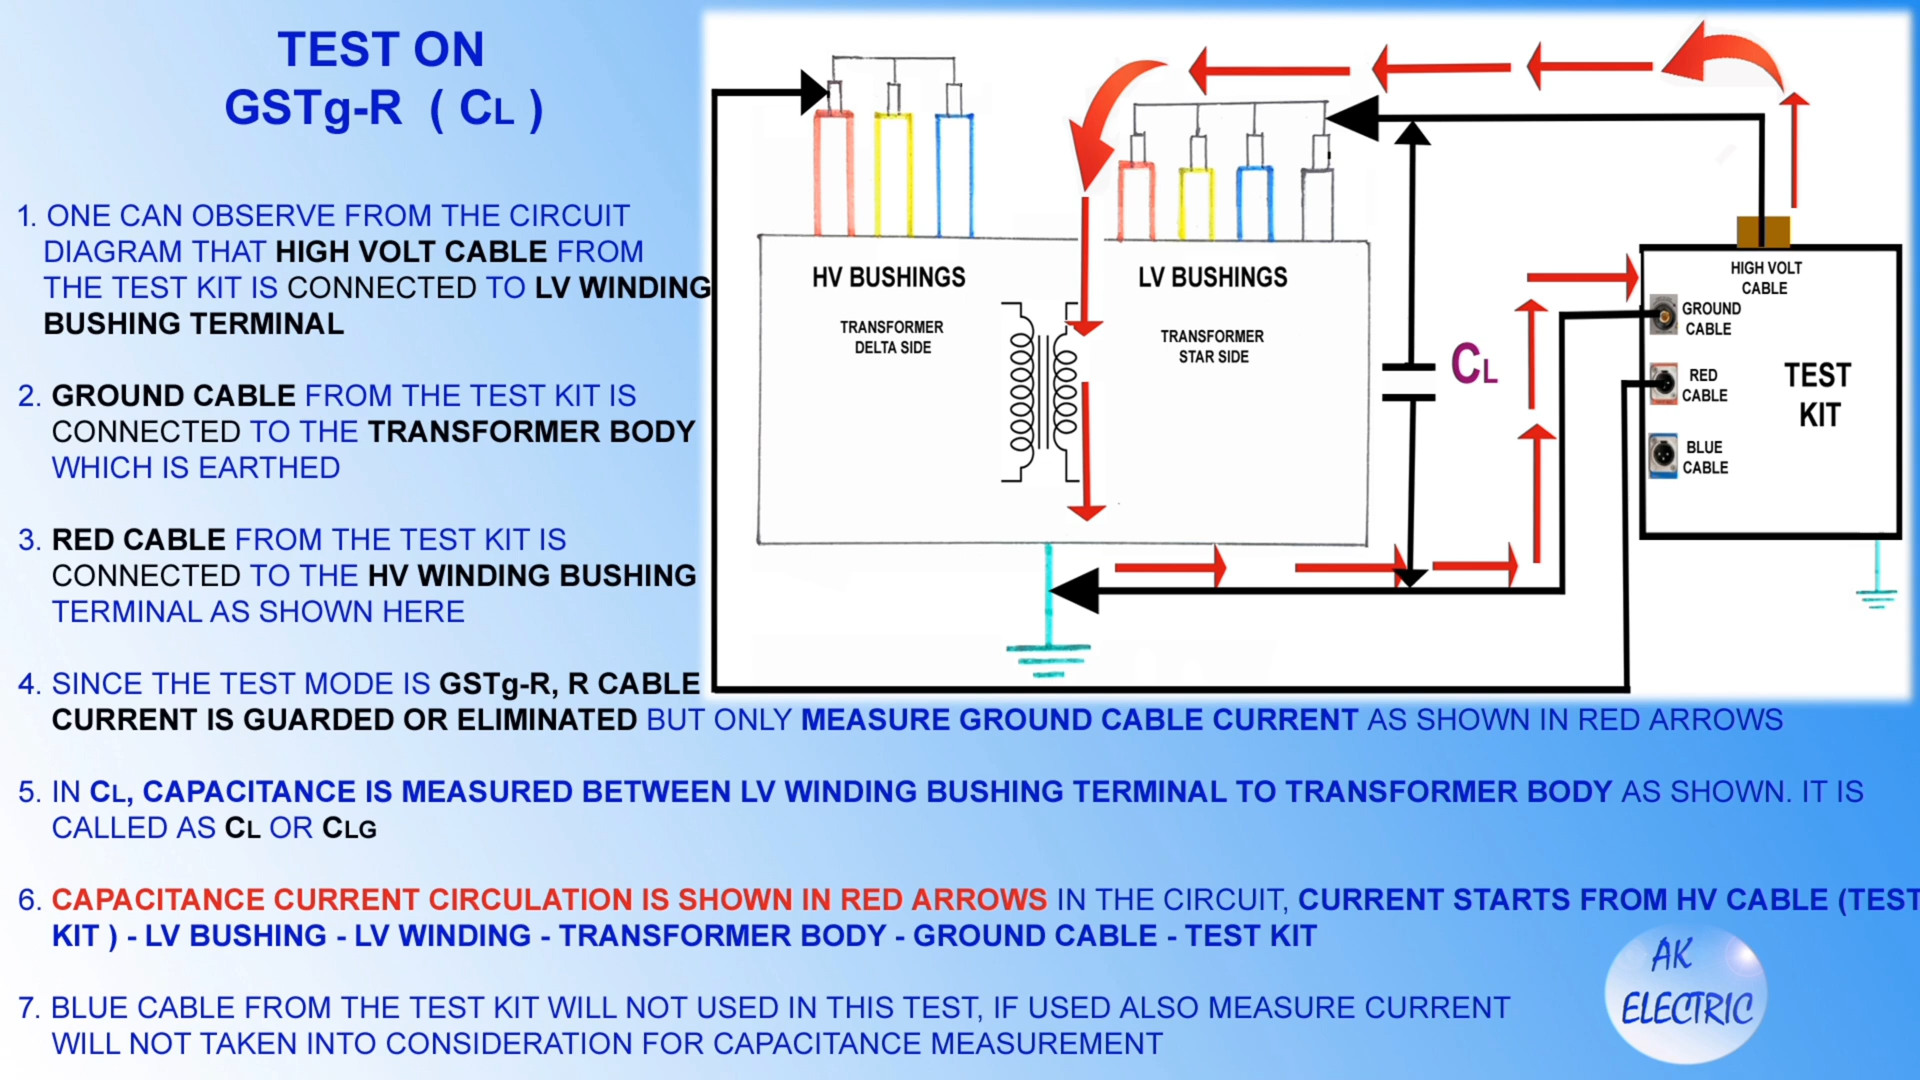 TEST ON
GSTg-R ( CL )
1. ONE CAN OBSERVE FROM THE CIRCUIT
DIAGRAM THAT HIGH VOLT CABLE FROM
THE TEST KIT IS CONNECTED TO LV WINDING
BUSHING TERMINAL
2. GROUND CABLE FROM THE TEST KIT IS
CONNECTED TO THE TRANSFORMER BODY
WHICH IS EARTHED
3. RED CABLE FROM THE TEST KIT IS
CONNECTED TO THE HV WINDING BUSHING
TERMINAL AS SHOWN HERE
4. SINCE THE TEST MODE IS GSTg-R, R CABLE
CURRENT IS GUARDED OR ELIMINATED BUT ONLY MEASURE GROUND CABLE CURRENT AS SHOWN IN RED ARROWS
5. IN CL, CAPACITANCE IS MEASURED BETWEEN LV WINDING BUSHING TERMINAL TO TRANSFORMER BODY AS SHOWN. IT IS
CALLED AS CL OR CLG
6. CAPACITANCE CURRENT CIRCULATION IS SHOWN IN RED ARROWS IN THE CIRCUIT, CURRENT STARTS FROM HV CABLE (TEST
KIT ) - LV BUSHING - LV WINDING - TRANSFORMER BODY - GROUND CABLE - TEST KIT
7. BLUE CABLE FROM THE TEST KIT WILL NOT USED IN THIS TEST, IF USED ALSO MEASURE CURRENT
WILL NOT TAKEN INTO CONSIDERATION FOR CAPACITANCE MEASUREMENT
HV BUSHINGS
TRANSFORMER
DELTA SIDE
LV BUSHINGS
TRANSFORMER
STAR SIDE
CL
HIGH VOLT
CABLE
GROUND
CABLE
RED
CABLE
BLUE
CABLE
TEST
KIT
AK
ELECTRIC